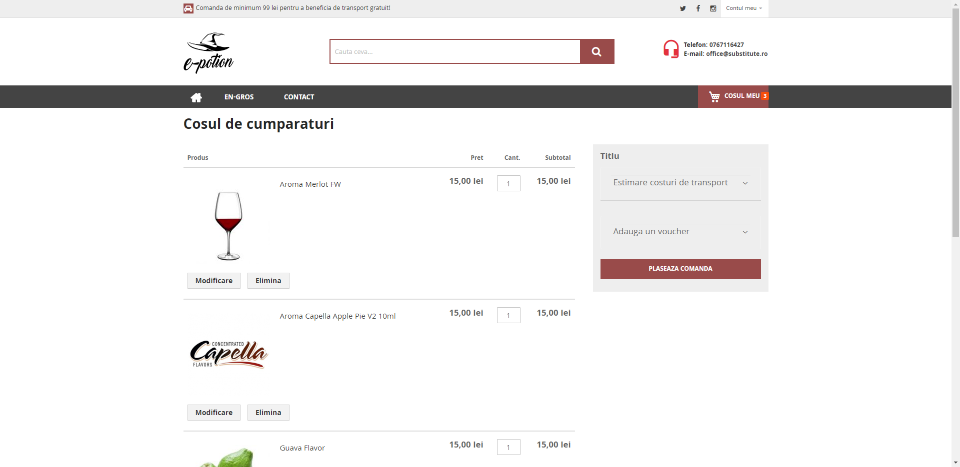 Comanda de minimum 99 lei pentru a beneficia de transport gratuit!
Contul meu
e-potion
Cauta ceva...
Telefon: 0767116427
E-mail: office@substitute.ro
EN-GROS
CONTACT
COSUL MEU 3
Cosul de cumparaturi
Produs Pret Cant. Subtotal
Aroma Merlot FW 15,00 lei 1 15,00 lei
Modificare Elimina
Aroma Capella Apple Pie V2 10ml 15,00 lei 1 15,00 lei
CONCENTRATED
Capella
FLAVORS
Modificare Elimina
Guava Flavor 15,00 lei 1 15,00 lei
Titlu
Estimare costuri de transport
Adauga un voucher
PLASEAZA COMANDA